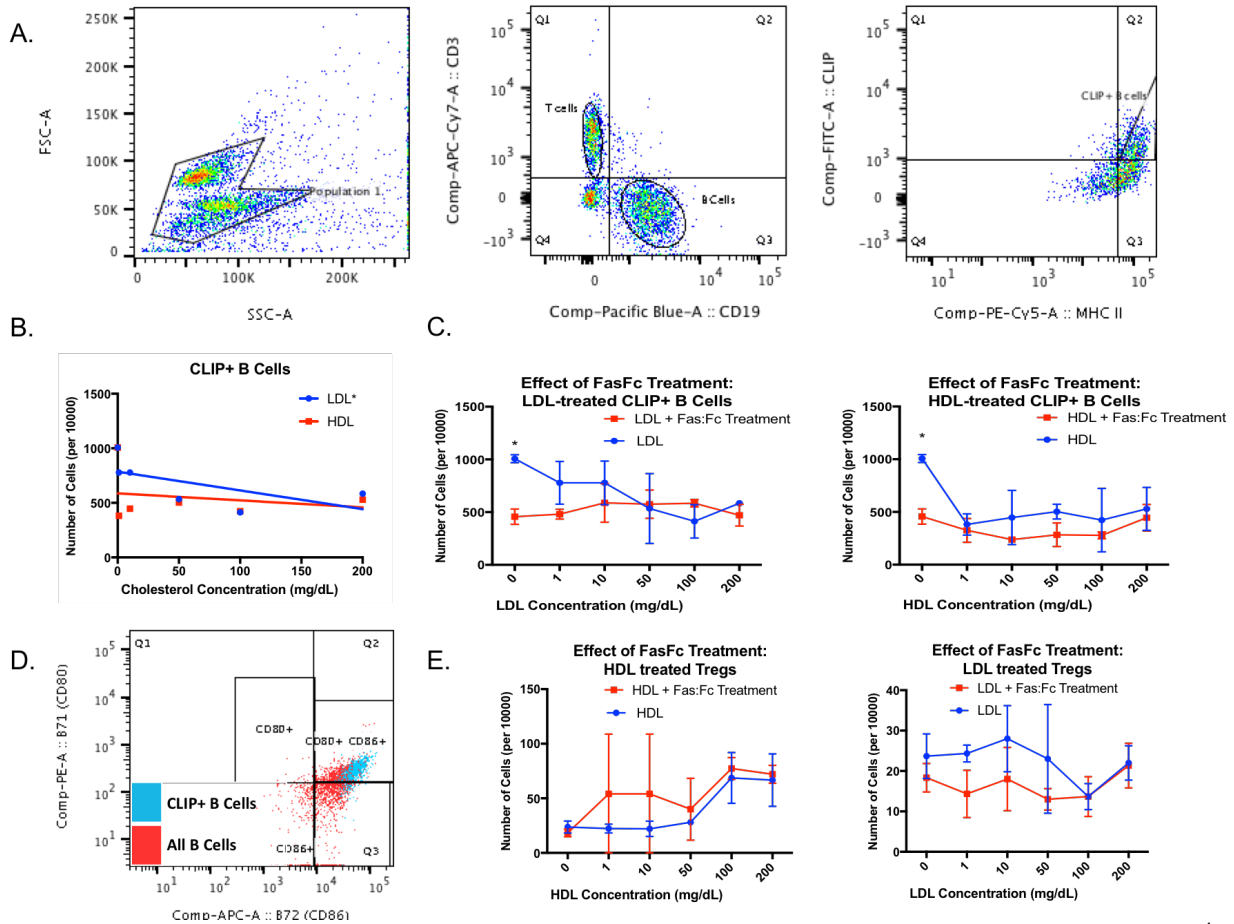 A.
250K
200K
150K
100K
50K
0
FSC-A
Population 1
0
100K
200K
SSC-A
Q1
Q2
10^5
10^4
10^3
0
-10^3
Comp-APC-Cy7-A :: CD3
T cells
B Cells
Q4
Q3
0
10^4
10^5
Comp-Pacific Blue-A :: CD19
Q1
Q2
10^5
10^4
10^3
0
-10^3
Comp-FITC-A :: CLIP
CLIP+ B cells
Q4
Q3
10^1
10^3
10^5
Comp-PE-Cy5-A :: MHC II
B.
CLIP+ B Cells
Number of Cells (per 10000)
1500
1000
500
0
LDL*
HDL
0
50
100
200
Cholesterol Concentration (mg/dL)
C.
Effect of FasFc Treatment:
LDL-treated CLIP+ B Cells
LDL + Fas:Fc Treatment
LDL
Number of Cells (per 10000)
1500
1000
500
0
*
0
1
10
50
100
200
LDL Concentration (mg/dL)
Effect of FasFc Treatment:
HDL-treated CLIP+ B Cells
HDL + Fas:Fc Treatment
HDL
Number of Cells (per 10000)
1500
1000
500
0
*
0
1
10
50
100
200
HDL Concentration (mg/dL)
D.
Q1
Q2
10^5
10^4
10^3
10^2
10^1
Comp-PE-A :: B71 (CD80)
CD80+
CD80+ CD86+
CLIP+ B Cells
All B Cells
CD86+
Q3
10^1
10^2
10^3
10^4
10^5
Comp-APC-A :: B72 (CD86)
E.
Effect of FasFc Treatment:
HDL treated Tregs
HDL + Fas:Fc Treatment
HDL
Number of Cells (per 10000)
150
100
50
0
0
1
10
50
100
200
HDL Concentration (mg/dL)
Effect of FasFc Treatment:
LDL treated Tregs
LDL + Fas:Fc Treatment
LDL
Number of Cells (per 10000)
40
30
20
10
0
0
1
10
50
100
200
LDL Concentration (mg/dL)